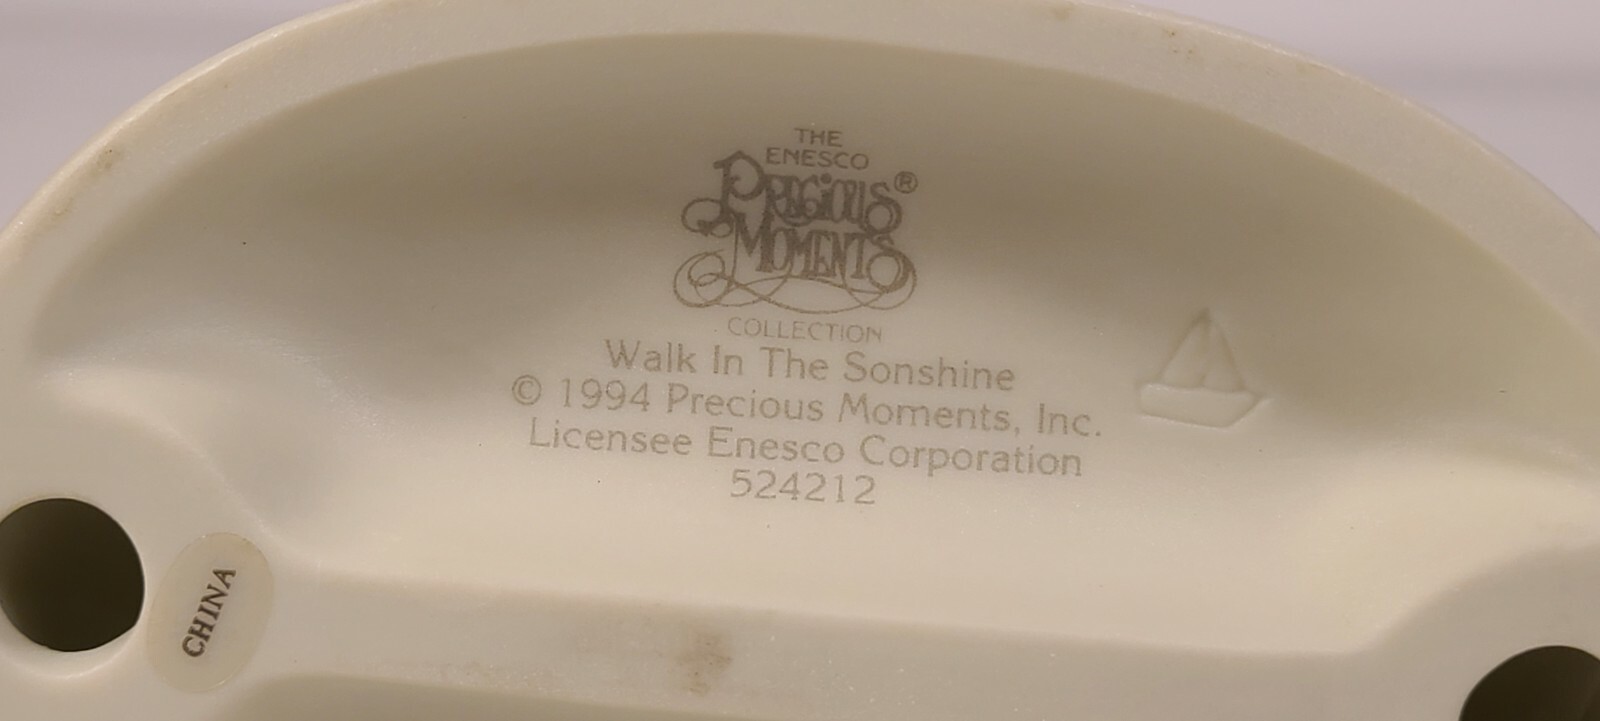 THE
ENESCO
PRECIOUS®
MOMENTS
COLLECTION
Walk In The Sonshine
© 1994 Precious Moments, Inc.
Licensee Enesco Corporation
524212
CHINA